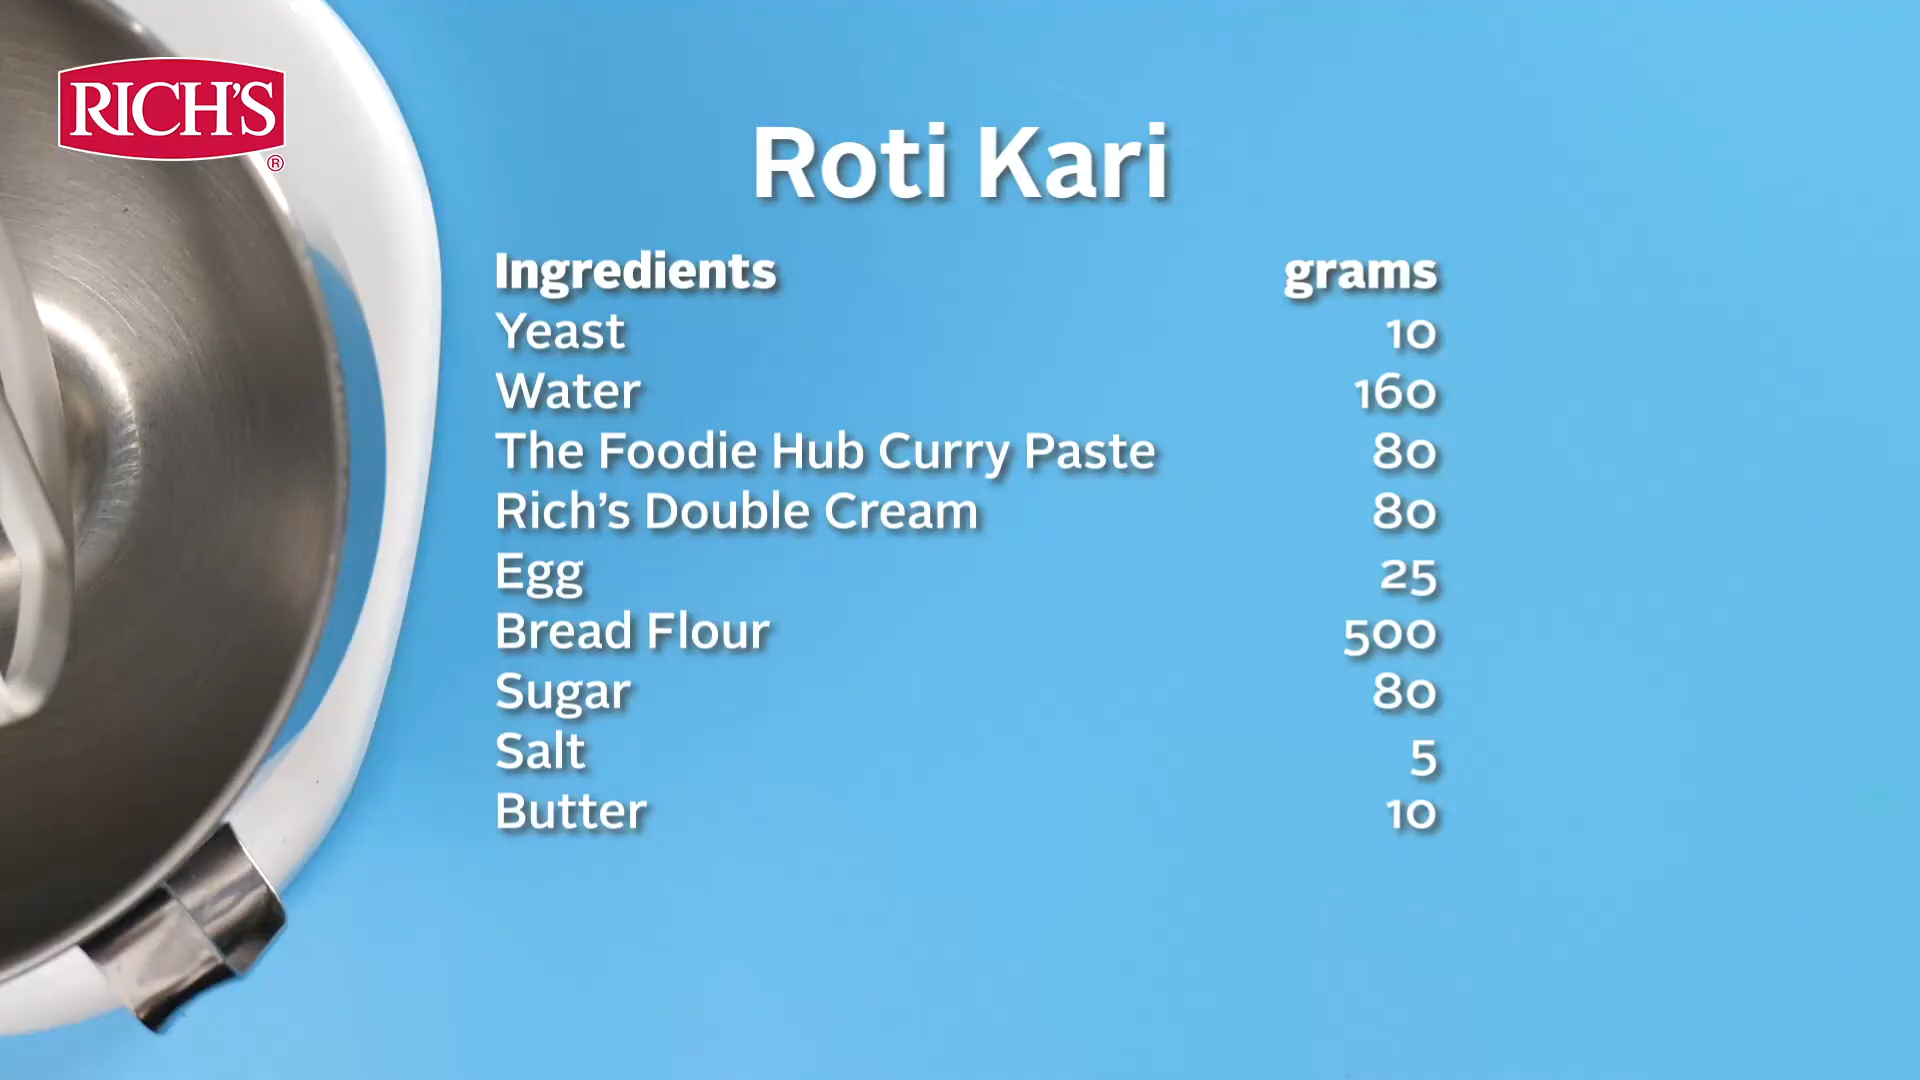 RICH'S
®
Roti Kari
Ingredients grams
Yeast 10
Water 160
The Foodie Hub Curry Paste 80
Rich’s Double Cream 80
Egg 25
Bread Flour 500
Sugar 80
Salt 5
Butter 10